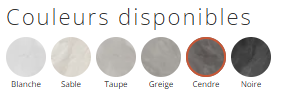 Couleurs disponibles
Blanche Sable Taupe Greige Cendre Noire